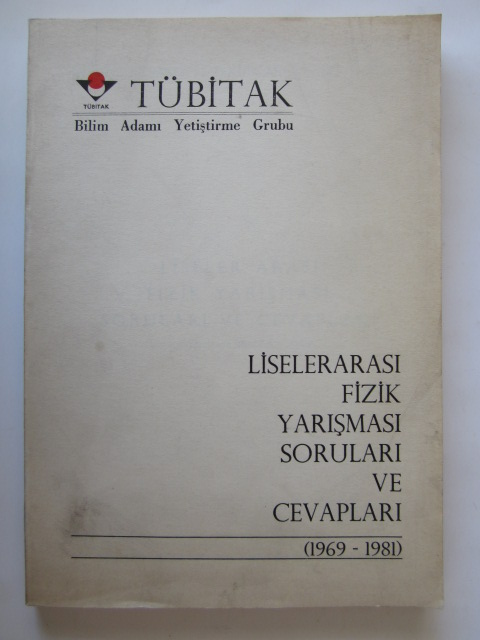 TÜBİTAK
TÜBİTAK
Bilim Adamı Yetiştirme Grubu
LİSELERARASI
FİZİK
YARIŞMASI
SORULARI
VE
CEVAPLARI
(1969 - 1981)